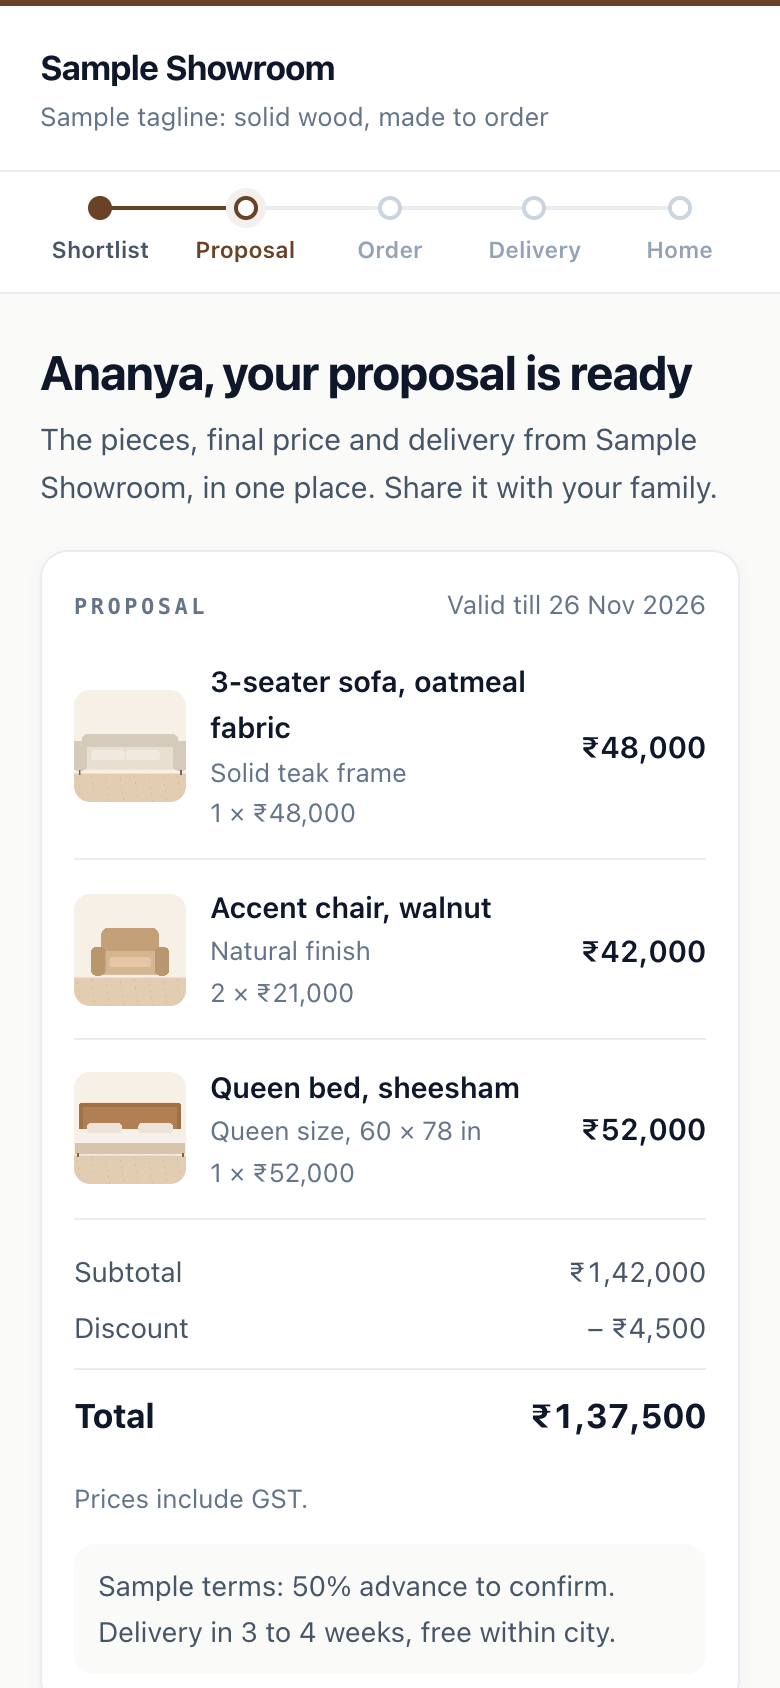 Sample Showroom
Sample tagline: solid wood, made to order
Shortlist Proposal Order Delivery Home
Ananya, your proposal is ready
The pieces, final price and delivery from Sample
Showroom, in one place. Share it with your family.
PROPOSAL Valid till 26 Nov 2026
3-seater sofa, oatmeal
fabric
₹48,000
Solid teak frame
1 × ₹48,000
Accent chair, walnut
Natural finish ₹42,000
2 × ₹21,000
Queen bed, sheesham
Queen size, 60 × 78 in ₹52,000
1 × ₹52,000
Subtotal ₹1,42,000
Discount – ₹4,500
Total ₹1,37,500
Prices include GST.
Sample terms: 50% advance to confirm.
Delivery in 3 to 4 weeks, free within city.